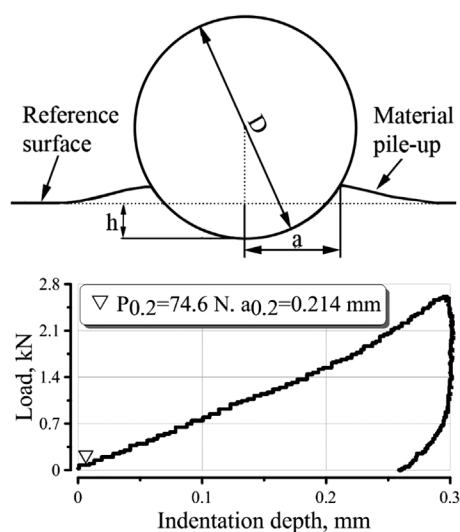 Reference
surface
Material
pile-up
D
h
a
▽ P0.2=74.6 N. a0.2=0.214 mm
Load, kN
2.8
2.1
1.4
0.7
0
0 0.1 0.2 0.3
Indentation depth, mm